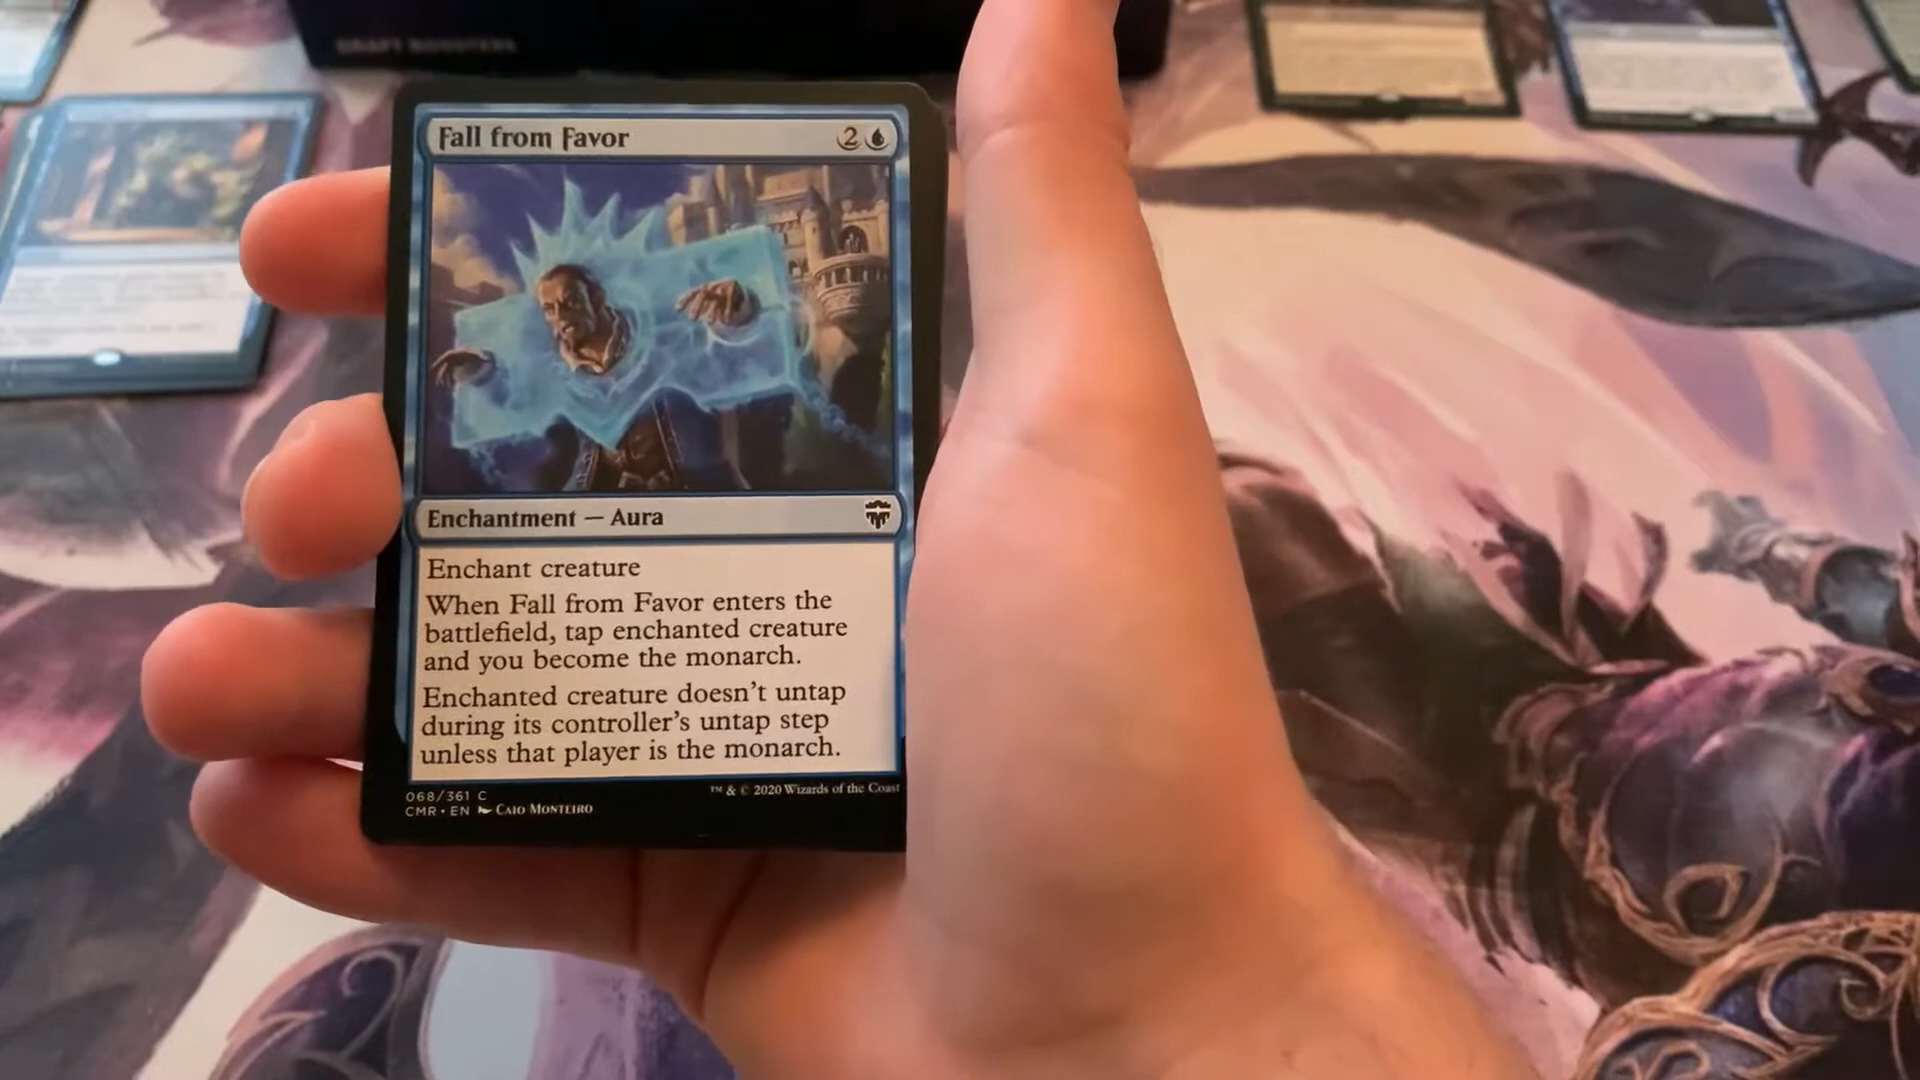 DRAFT BOOSTERS
Fall from Favor
2
Enchantment — Aura
Enchant creature
When Fall from Favor enters the
battlefield, tap enchanted creature
and you become the monarch.
Enchanted creature doesn't untap
during its controller's untap step
unless that player is the monarch.
068/361 C
™ & © 2020 Wizards of the Coast
CMR • EN CAIO MONTEIRO